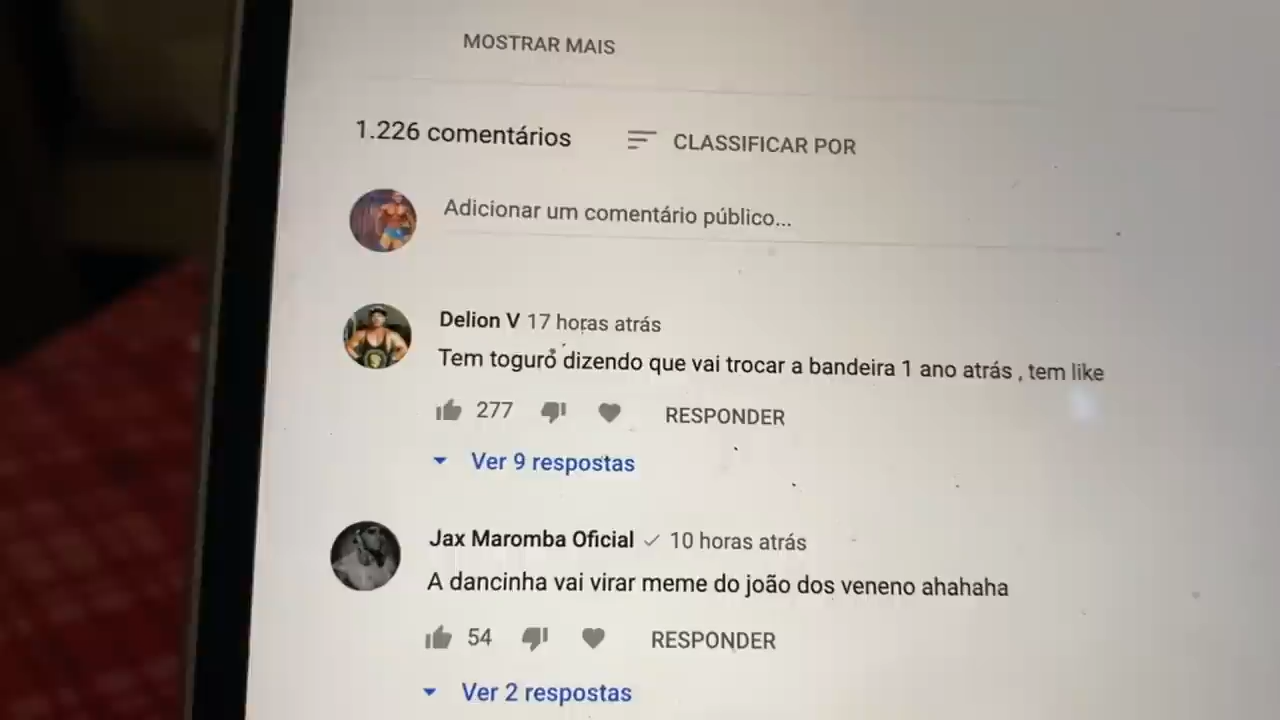 MOSTRAR MAIS
1.226 comentários
CLASSIFICAR POR
Adicionar um comentário público...
Delion V 17 horas atrás
Tem toguro dizendo que vai trocar a bandeira 1 ano atrás , tem like
277
RESPONDER
Ver 9 respostas
Jax Maromba Oficial 10 horas atrás
A dancinha vai virar meme do joão dos veneno ahahaha
54
RESPONDER
Ver 2 respostas